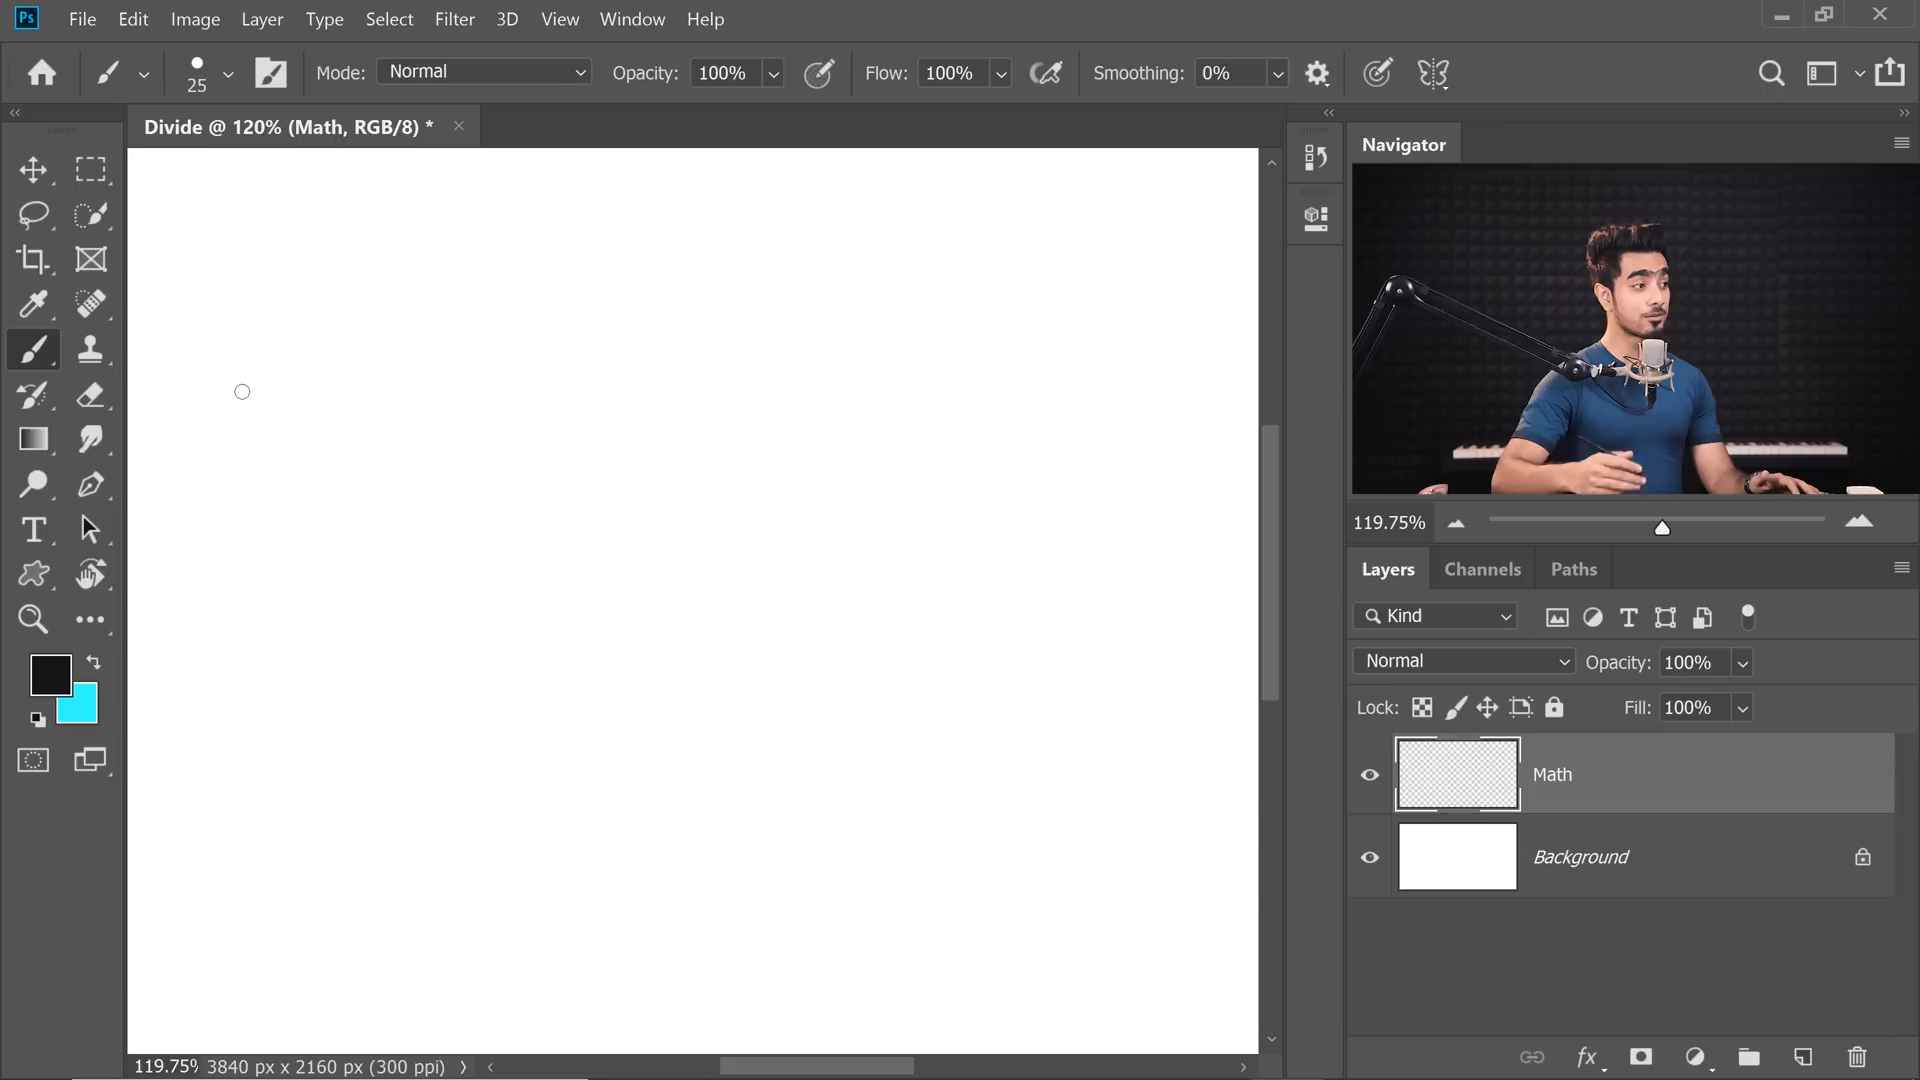 Ps File Edit Image Layer Type Select Filter 3D View Window Help
25 Mode: Normal Opacity: 100% Flow: 100% Smoothing: 0%
Divide @ 120% (Math, RGB/8) *
Navigator
119.75%
Layers Channels Paths
Kind
Normal Opacity: 100%
Lock: Fill: 100%
Math
Background
fx
119.75% 3840 px x 2160 px (300 ppi)